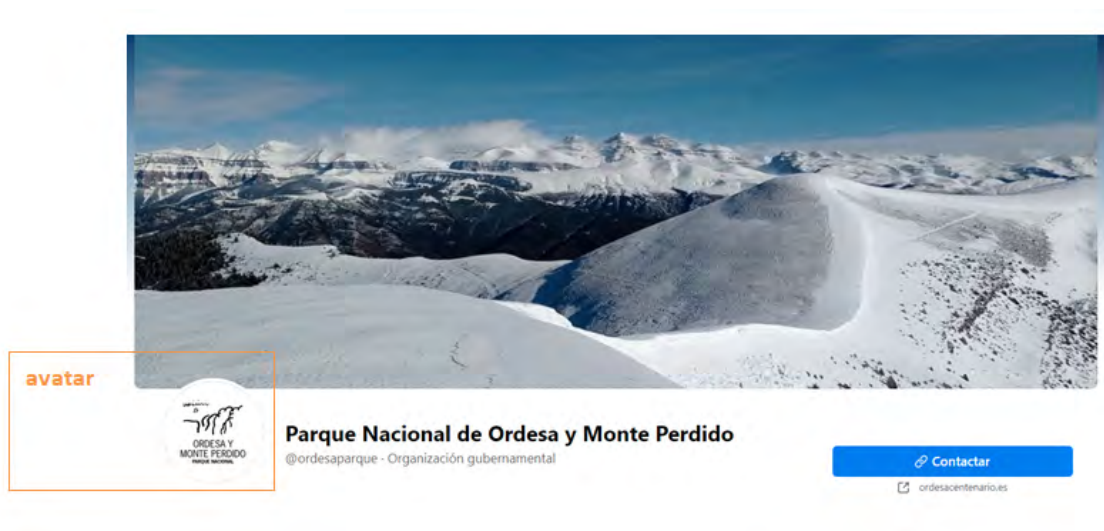 avatar
ORDESA Y
MONTE PERDIDO
PARQUE NACIONAL
Parque Nacional de Ordesa y Monte Perdido
@ordesaparque - Organización gubernamental
Contactar
ordesacentenario.es